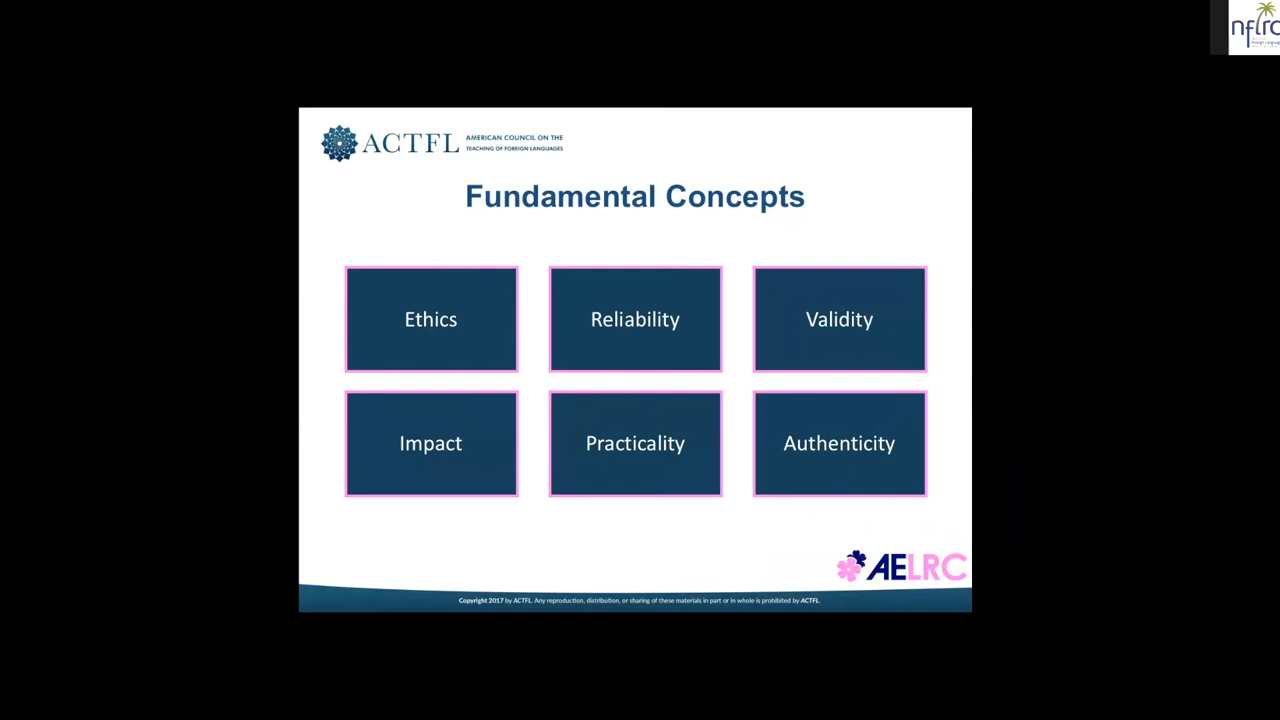 nflrc
ACTFL
AMERICAN COUNCIL ON THE
TEACHING OF FOREIGN LANGUAGES
Fundamental Concepts
Ethics
Reliability
Validity
Impact
Practicality
Authenticity
AELRC
Copyright 2017 by ACTFL. Any reproduction, distribution, or sharing of these materials in part or in whole is prohibited by ACTFL.